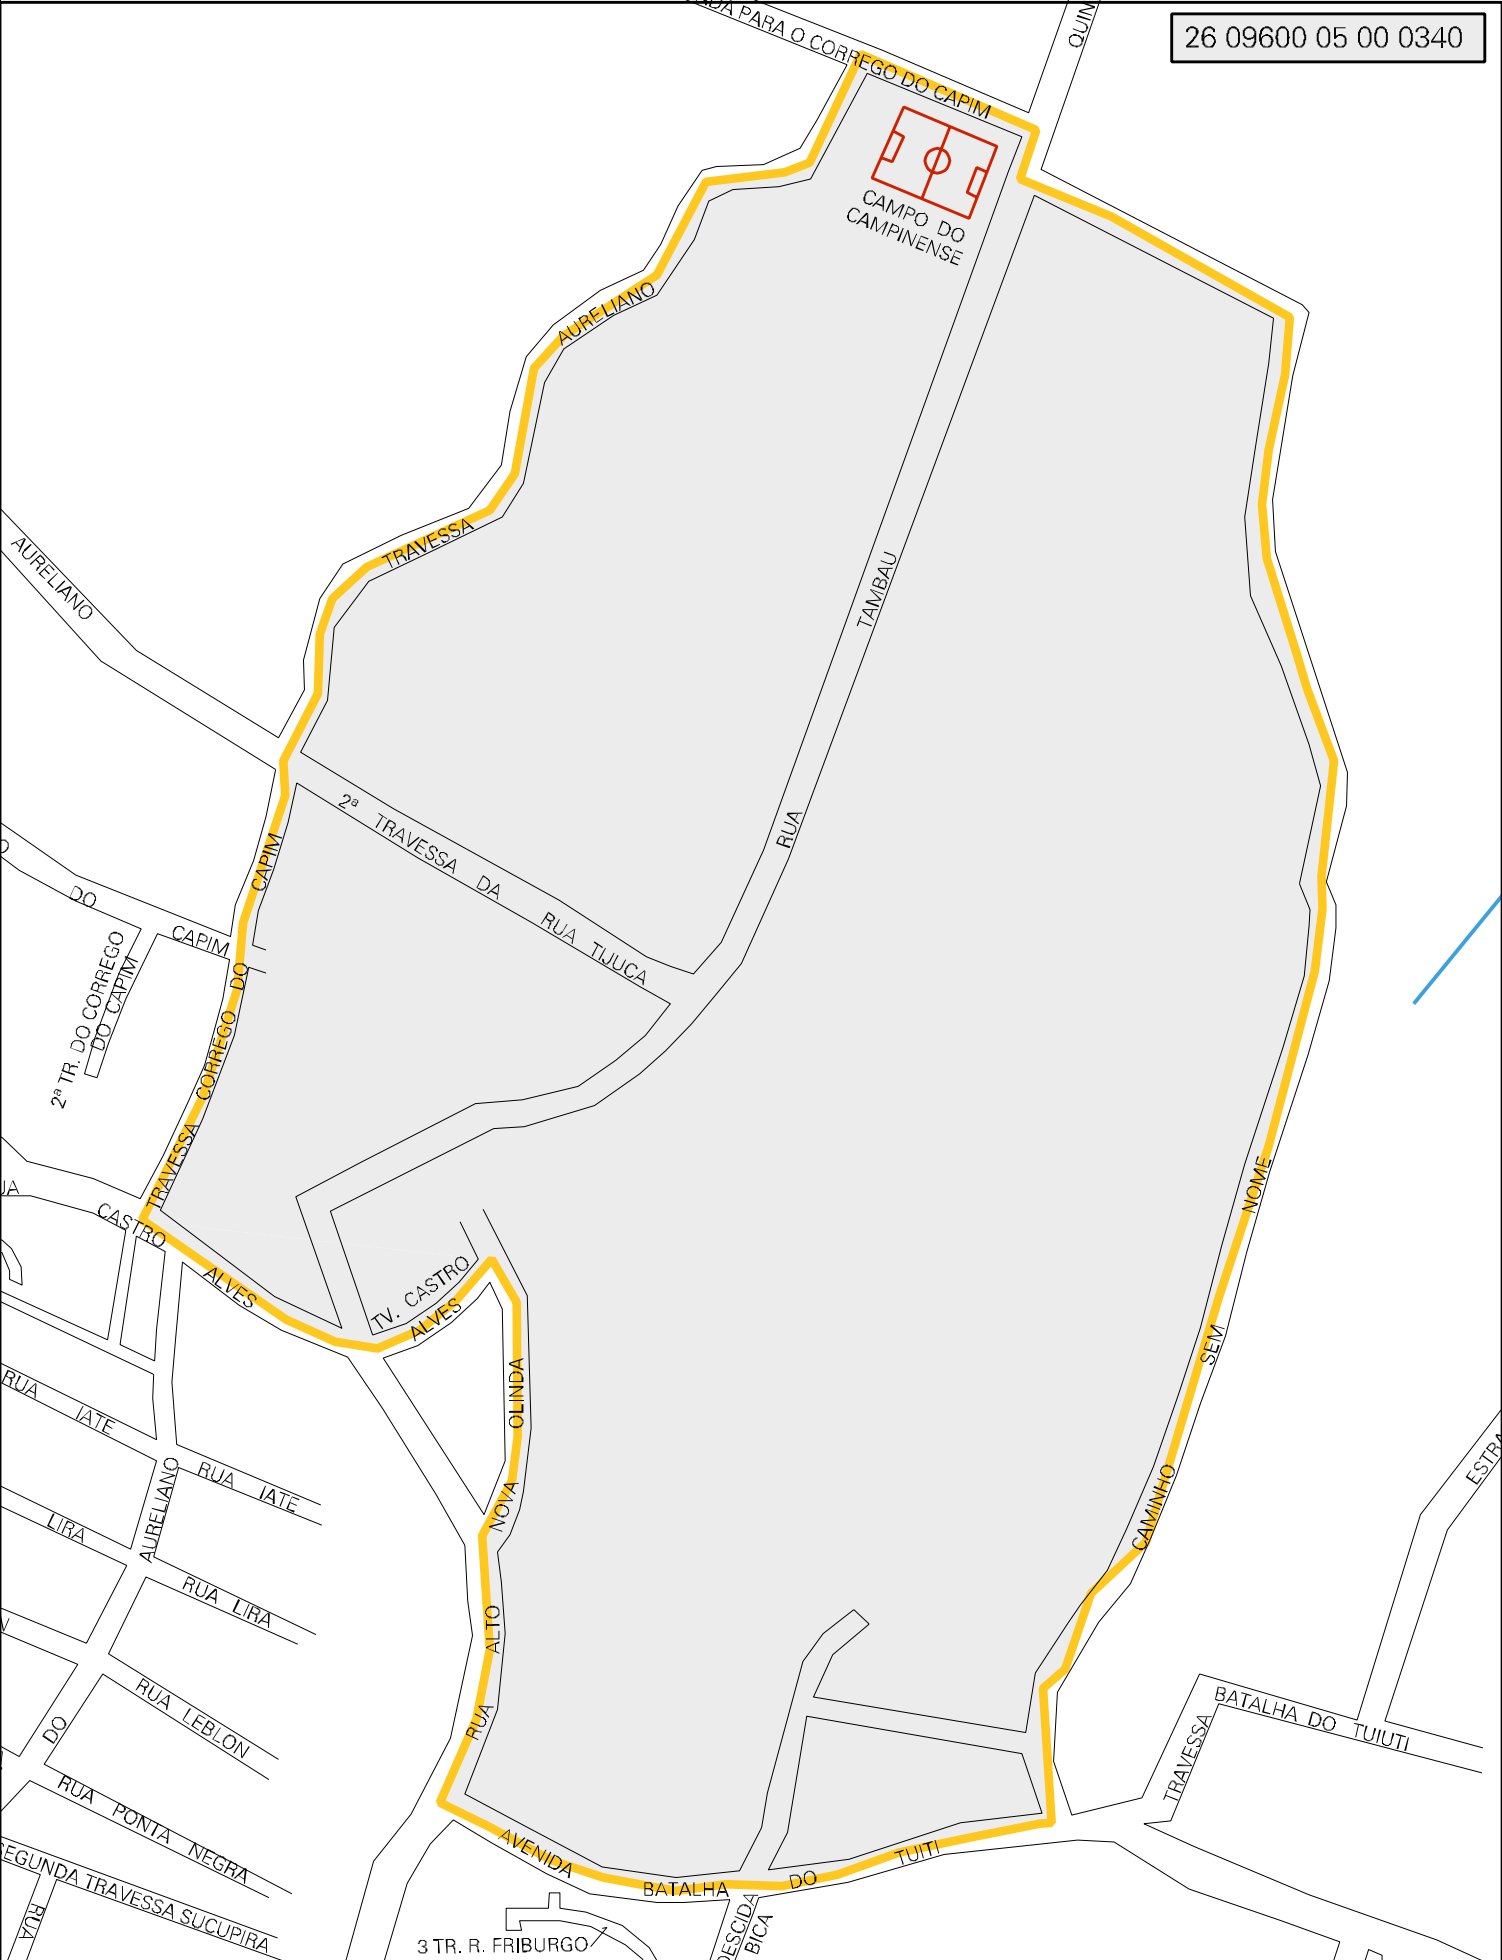 26 09600 05 00 0340
DA PARA O CORREGO DO CAPIM
QUIN
CAMPO DO
CAMPINENSE
TRAVESSA AURELIANO
AURELIANO
RUA TAMBAU
2ª TRAVESSA DA RUA TIJUCA
DO CAPIM
2ª TR. DO CORREGO
DO CAPIM
TRAVESSA CORREGO DO CAPIM
CASTRO ALVES
TV. CASTRO
ALVES
RUA ALTO NOVA OLINDA
CAMINHO SEM NOME
RUA IATE
RUA IATE
LIRA
RUA LIRA
DO AURELIANO
RUA LEBLON
RUA PONTA NEGRA
SEGUNDA TRAVESSA SUCUPIRA
RUA
AVENIDA BATALHA DO TUITI
3 TR. R. FRIBURGO
DESCIDA
BICA
TRAVESSA BATALHA DO TUIUTI
ESTRA